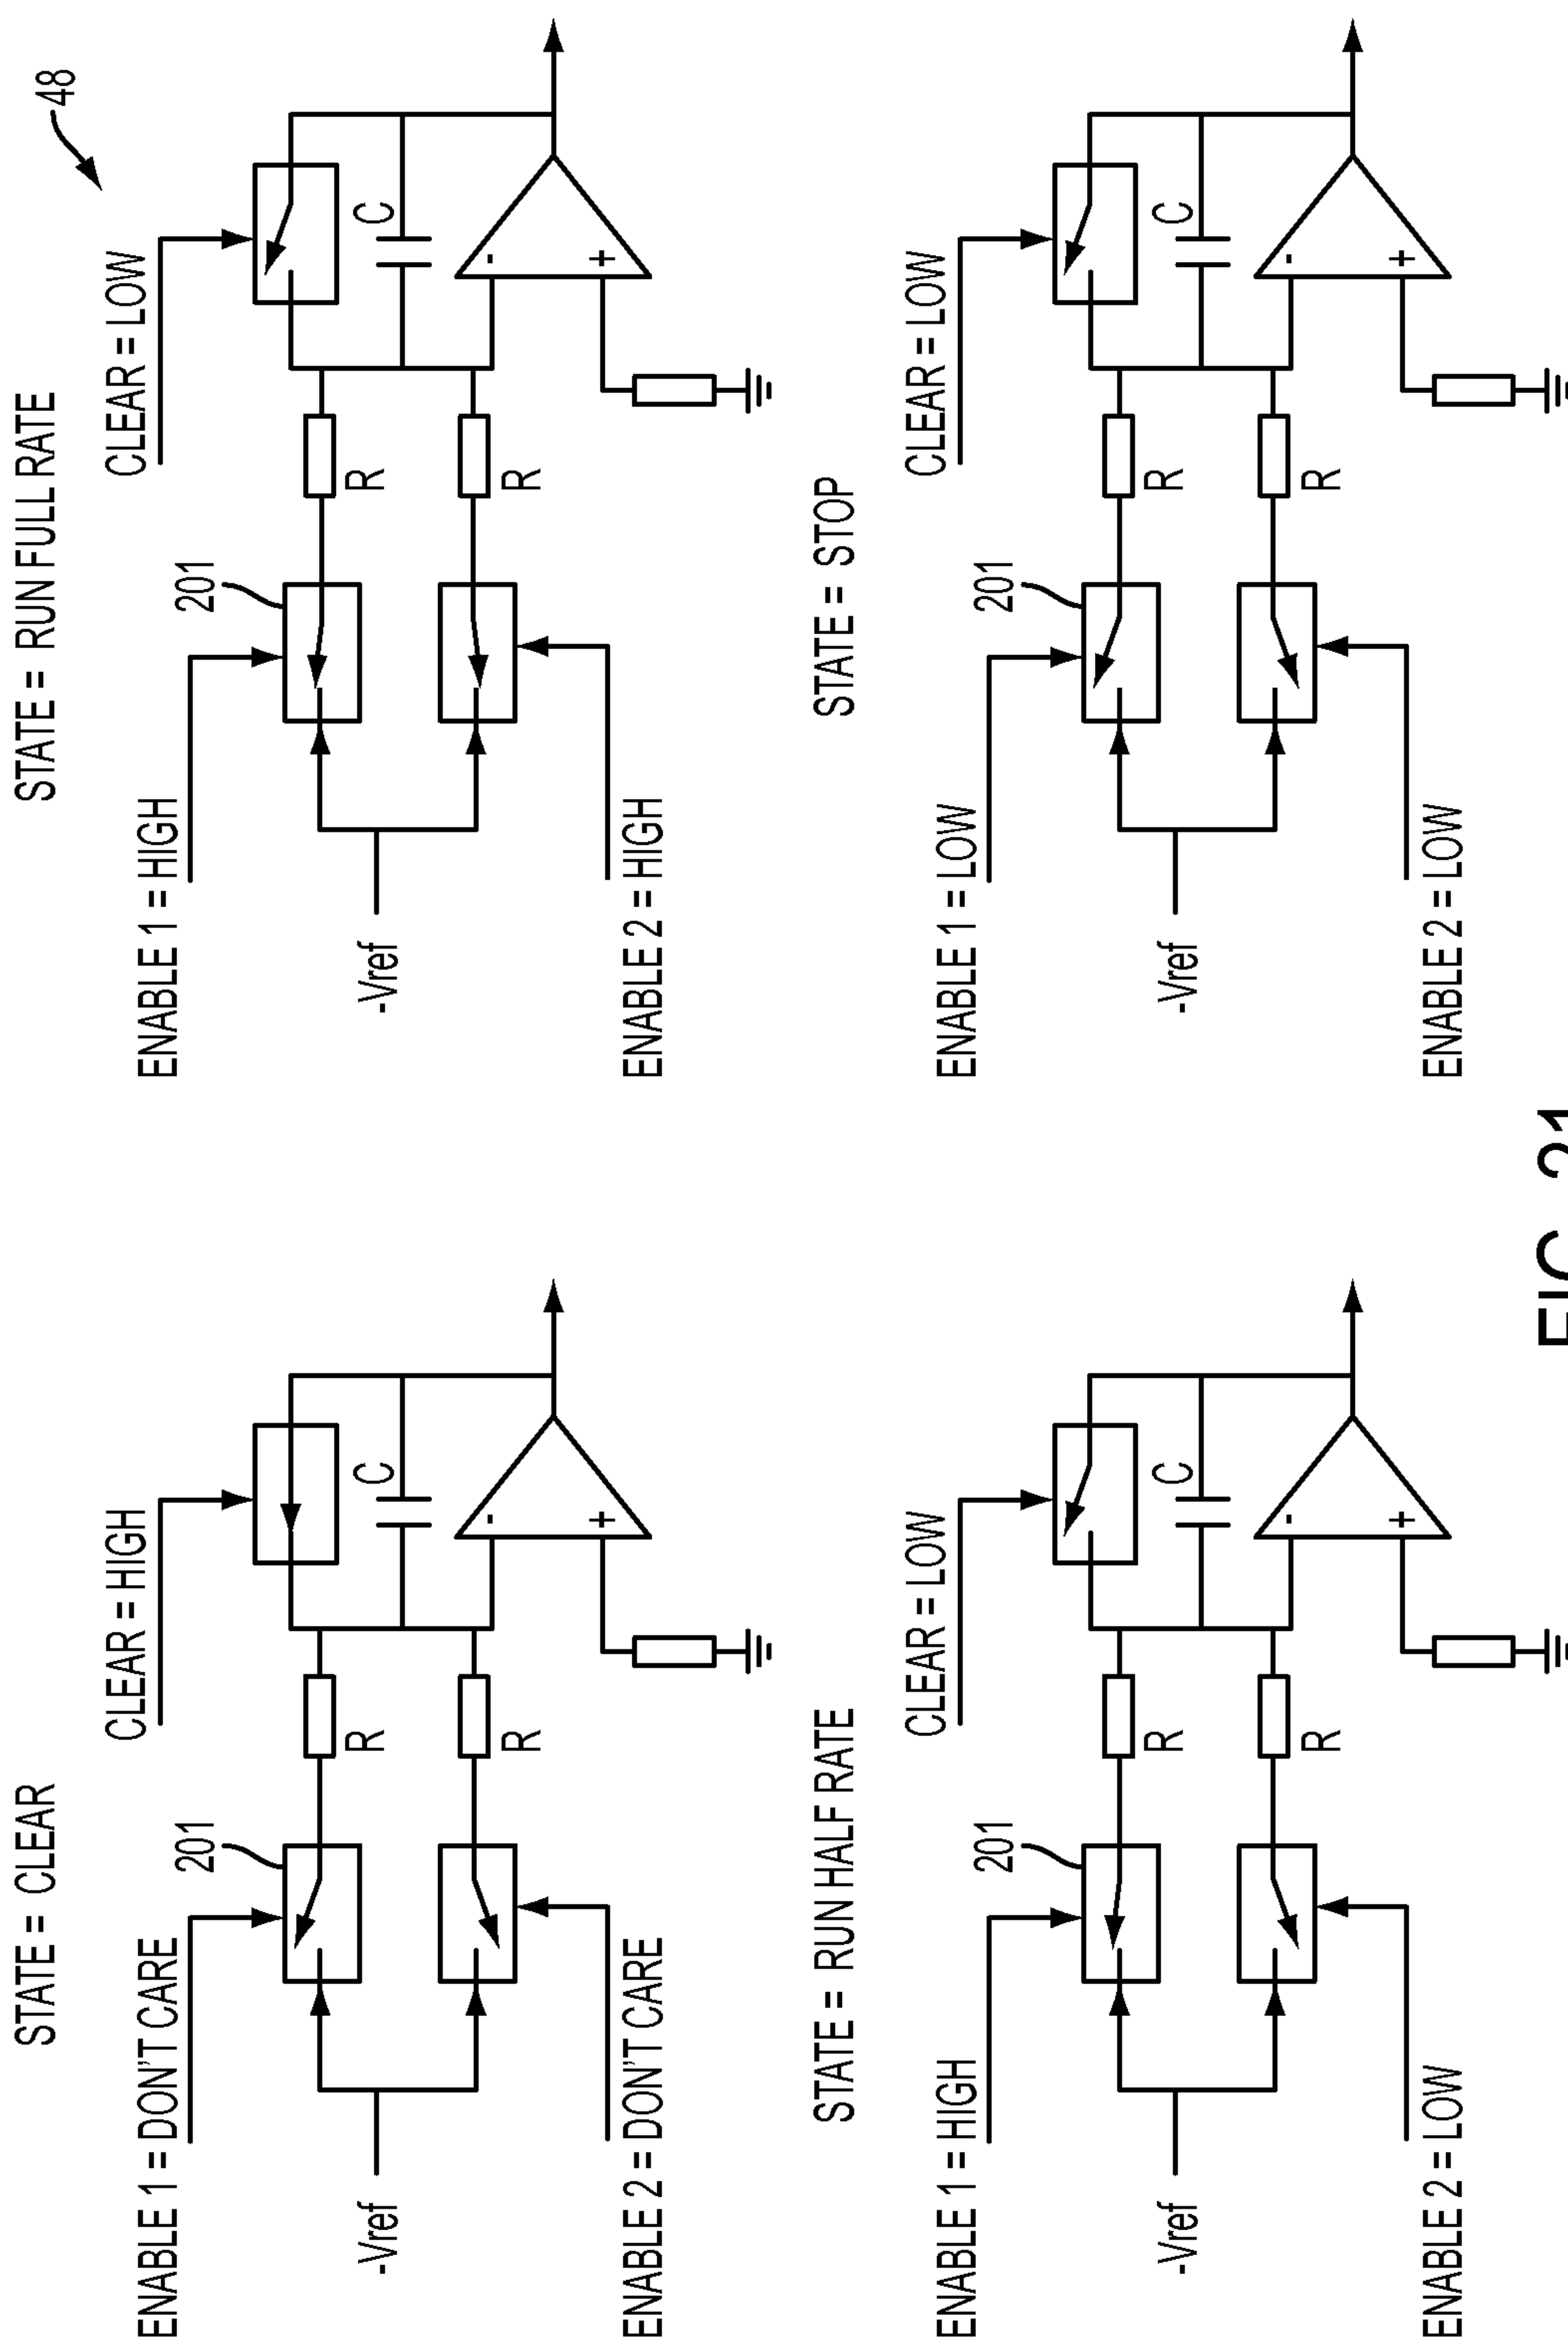 48
STATE = CLEAR
ENABLE 1 = DON'T CARE
CLEAR = HIGH
201
R
C
-
+
-Vref
R
ENABLE 2 = DON'T CARE
STATE = RUN FULL RATE
ENABLE 1 = HIGH
CLEAR = LOW
201
R
C
-
+
-Vref
R
ENABLE 2 = HIGH
STATE = RUN HALF RATE
ENABLE 1 = HIGH
CLEAR = LOW
201
R
C
-
+
-Vref
R
ENABLE 2 = LOW
STATE = STOP
ENABLE 1 = LOW
CLEAR = LOW
201
R
C
-
+
-Vref
R
ENABLE 2 = LOW
FIG. 21